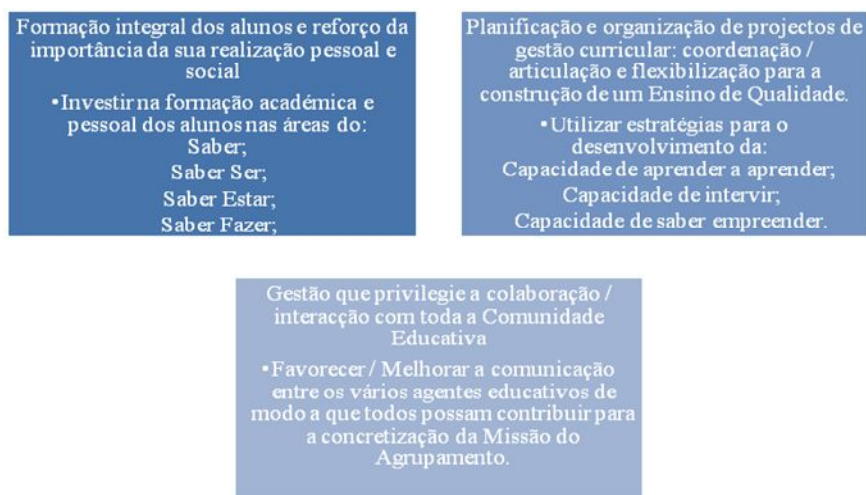 Formação integral dos alunos e reforço da
importância da sua realização pessoal e
social
•Investir na formação académica e
pessoal dos alunos nas áreas do:
Saber;
Saber Ser;
Saber Estar;
Saber Fazer;
Planificação e organização de projectos de
gestão curricular: coordenação /
articulação e flexibilização para a
construção de um Ensino de Qualidade.
•Utilizar estratégias para o
desenvolvimento da:
Capacidade de aprender a aprender;
Capacidade de intervir;
Capacidade de saber empreender.
Gestão que privilegie a colaboração /
interacção com toda a Comunidade
Educativa
•Favorecer / Melhorar a comunicação
entre os vários agentes educativos de
modo a que todos possam contribuir para
a concretização da Missão do
Agrupamento.